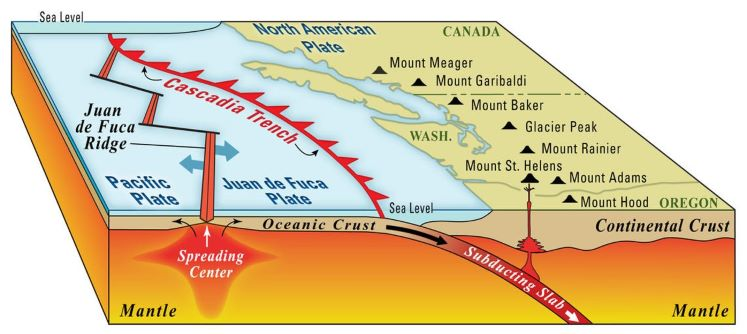 Sea Level
North American
Plate
CANADA
Mount Meager
Mount Garibaldi
Mount Baker
Glacier Peak
Mount Rainier
Mount St. Helens
Mount Adams
Mount Hood
WASH.
OREGON
Cascadia Trench
Juan
de Fuca
Ridge
Pacific
Plate
Juan de Fuca
Plate
Sea Level
Oceanic Crust
Continental Crust
Spreading
Center
Subducting Slab
Mantle
Mantle